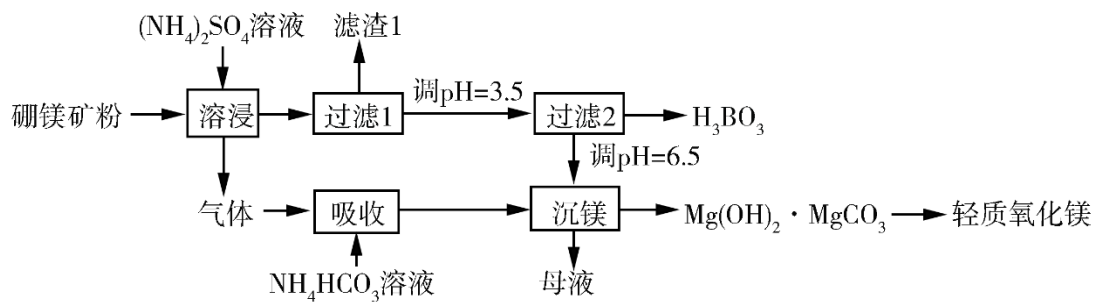 (NH₄)₂SO₄溶液 滤渣1
硼镁矿粉 溶浸 过滤1 调pH=3.5 过滤2 H₃BO₃
调pH=6.5
气体 吸收 沉镁 Mg(OH)₂·MgCO₃ 轻质氧化镁
NH₄HCO₃溶液 母液